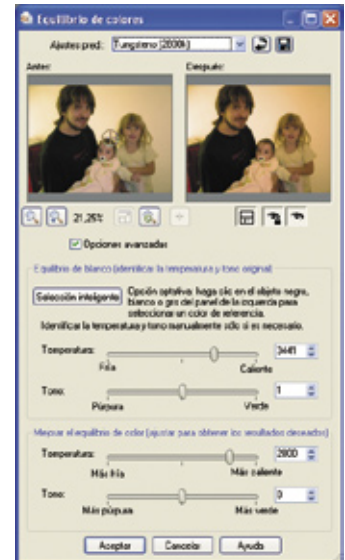 Equilibrio de colores
Ajustes pred.: Tungsteno (2800k)
Antes: Después:
21,25%
Opciones avanzadas
Equilibrio de blanco (identificar la temperatura y tono original)
Selección inteligente
Opción optativa: haga clic en el objeto negro,
blanco o gris del panel de la izquierda para
seleccionar un color de referencia.
Identificar la temperatura y tono manualmente sólo si es necesario.
Temperatura:
Fría Caliente
Tono: 1
Púrpura Verde
Mejorar el equilibrio de color (ajustar para obtener los resultados deseados)
Temperatura: 2800
Más fría Más caliente
Tono: 0
Más púrpura Más verde
Aceptar Cancelar Ayuda